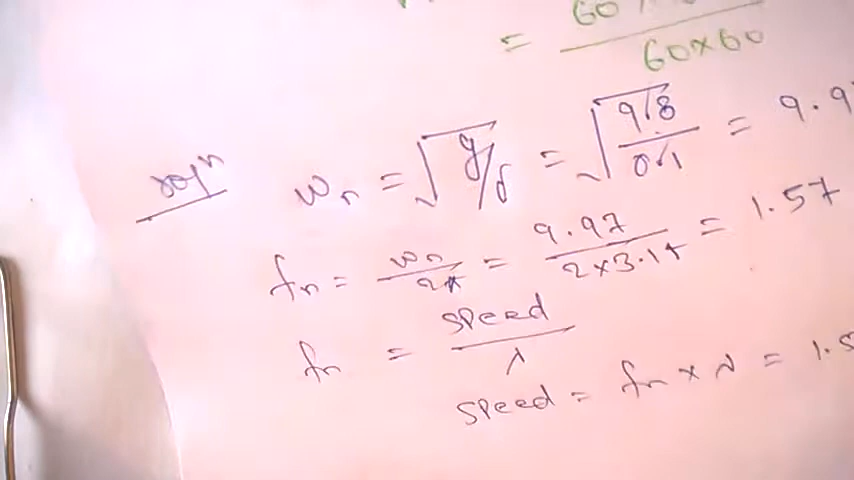 = 60
60×60
Solⁿ
ωn = √g/δ = √9.8/0.1 = 9.9
fn = ωn/2π = 9.97/2×3.14 = 1.57
fn = speed/λ
speed = fn × λ = 1.5